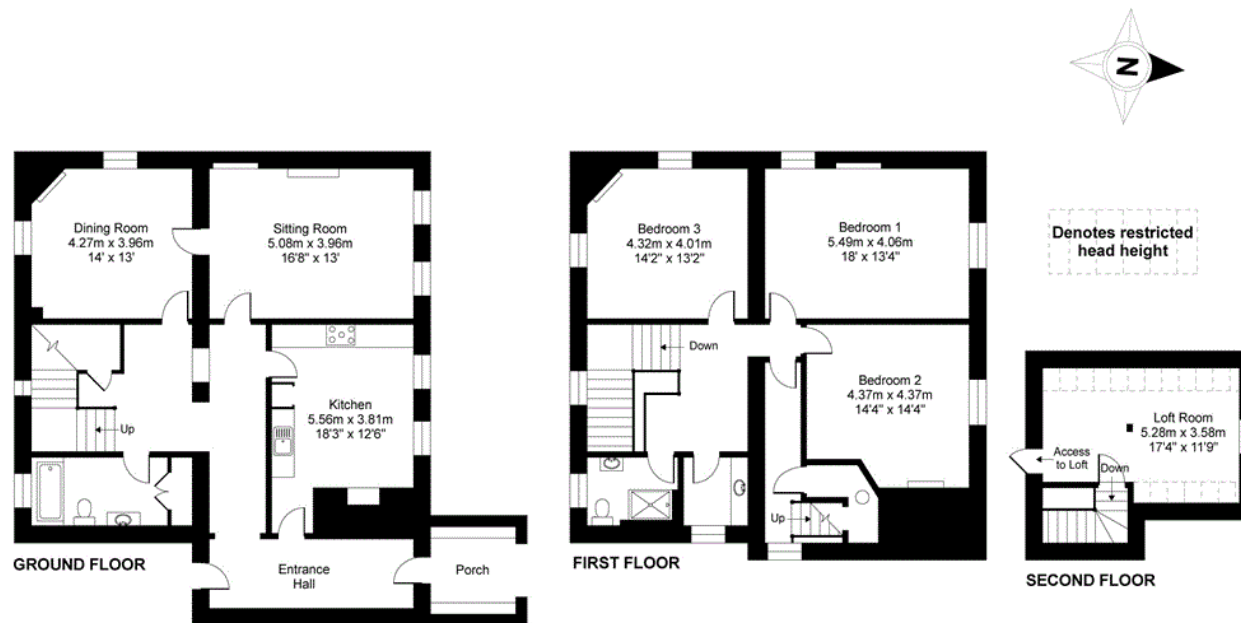 N
Dining Room
4.27m x 3.96m
14' x 13'
Sitting Room
5.08m x 3.96m
16'8" x 13'
Up
Kitchen
5.56m x 3.81m
18'3" x 12'6"
Entrance
Hall
Porch
GROUND FLOOR
Bedroom 3
4.32m x 4.01m
14'2" x 13'2"
Bedroom 1
5.49m x 4.06m
18' x 13'4"
Down
Bedroom 2
4.37m x 4.37m
14'4" x 14'4"
Up
FIRST FLOOR
Denotes restricted
head height
Loft Room
5.28m x 3.58m
17'4" x 11'9"
Access
to Loft
Down
SECOND FLOOR